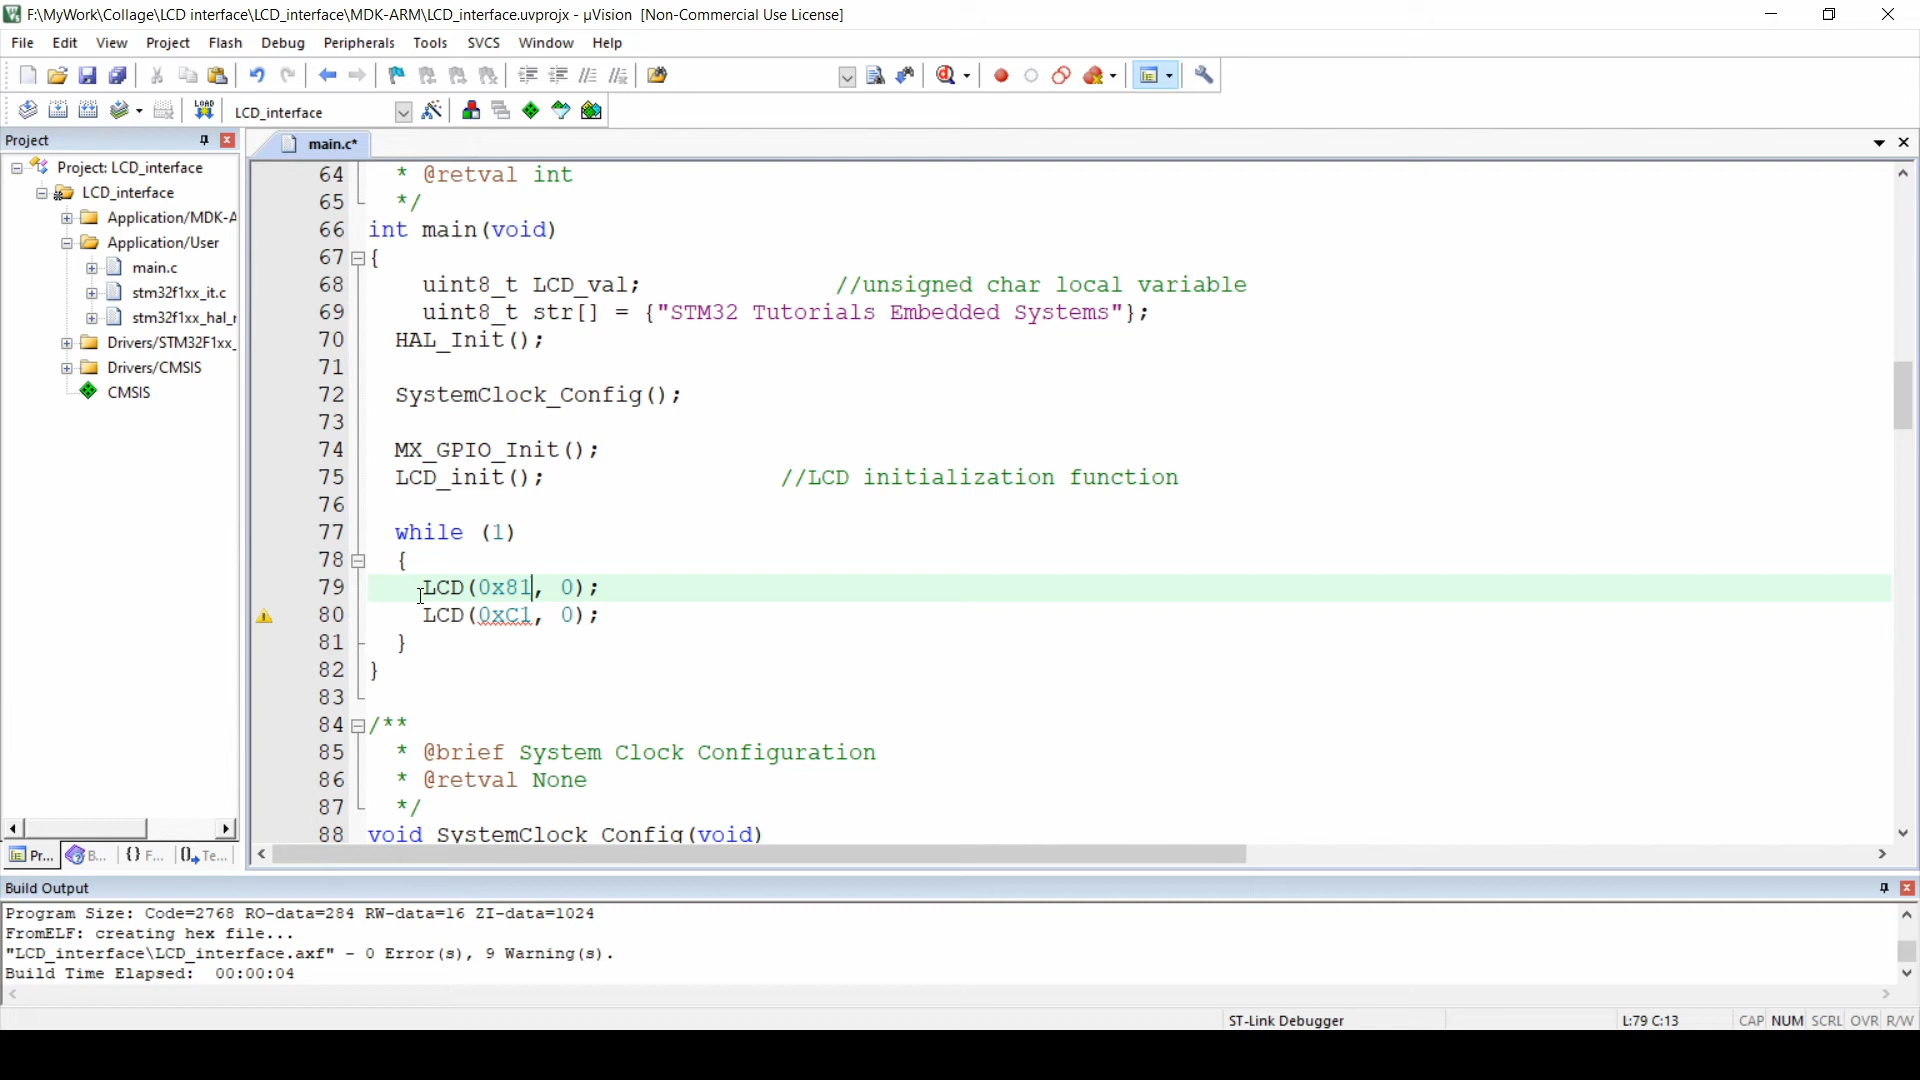 F:\MyWork\Collage\LCD interface\LCD_interface\MDK-ARM\LCD_interface.uvprojx - µVision [Non-Commercial Use License]
File Edit View Project Flash Debug Peripherals Tools SVCS Window Help
LOAD LCD_interface
Project
main.c*
Project: LCD_interface
LCD_interface
Application/MDK-A
Application/User
main.c
stm32f1xx_it.c
stm32f1xx_hal_r
Drivers/STM32F1xx_
Drivers/CMSIS
CMSIS
64 * @retval int
65 */
66 int main(void)
67 {
68 uint8_t LCD_val; //unsigned char local variable
69 uint8_t str[] = {"STM32 Tutorials Embedded Systems"};
70 HAL_Init();
71
72 SystemClock_Config();
73
74 MX_GPIO_Init();
75 LCD_init(); //LCD initialization function
76
77 while (1)
78 {
79 LCD(0x81, 0);
80 LCD(0xC1, 0);
81 }
82 }
83
84 /**
85 * @brief System Clock Configuration
86 * @retval None
87 */
88 void SystemClock_Config(void)
Pr... B... {} F... Te...
Build Output
Program Size: Code=2768 RO-data=284 RW-data=16 ZI-data=1024
FromELF: creating hex file...
"LCD_interface\LCD_interface.axf" - 0 Error(s), 9 Warning(s).
Build Time Elapsed: 00:00:04
ST-Link Debugger L:79 C:13 CAP NUM SCRL OVR R/W